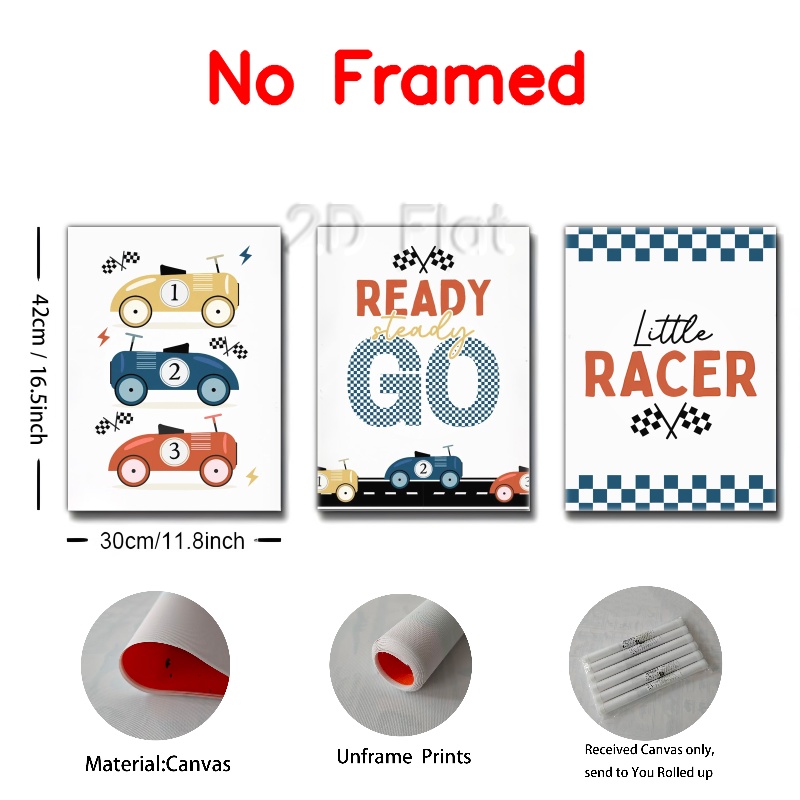 No Framed
2D Flat
42cm / 16.5inch
1
2
3
READY
steady
GO
1
2
3
Little
RACER
30cm/11.8inch
Material:Canvas
Unframe Prints
Received Canvas only,
send to You Rolled up